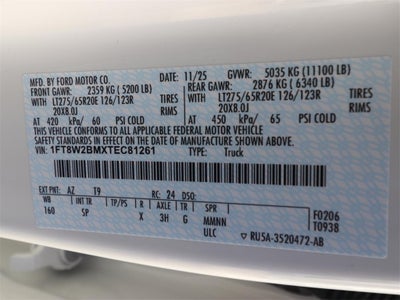 MFD. BY FORD MOTOR CO. 11/25 GVWR: 5035 KG (11100 LB)
FRONT GAWR: 2359 KG ( 5200 LB) REAR GAWR: 2876 KG ( 6340 LB)
WITH LT275/65R20E 126/123R TIRES WITH LT275/65R20E 126/123R TIRES
20X8.0J 20X8.0J
AT 420 kPa/ 60 PSI COLD AT 450 kPa/ 65 PSI COLD
THIS VEHICLE CONFORMS TO ALL APPLICABLE FEDERAL MOTOR VEHICLE
SAFETY STANDARDS IN EFFECT ON THE DATE OF MANUFACTURE SHOWN ABOVE.
VIN: 1FT8W2BMXTEC81261 TYPE: Truck
EXT PNT: AZ T9 RC: 24 DSO:
WB INT TR TP/PS R AXLE TR
160 SP X 3H G MMNN F0206
ULC T0938
▽ RU5A-3520472-AB